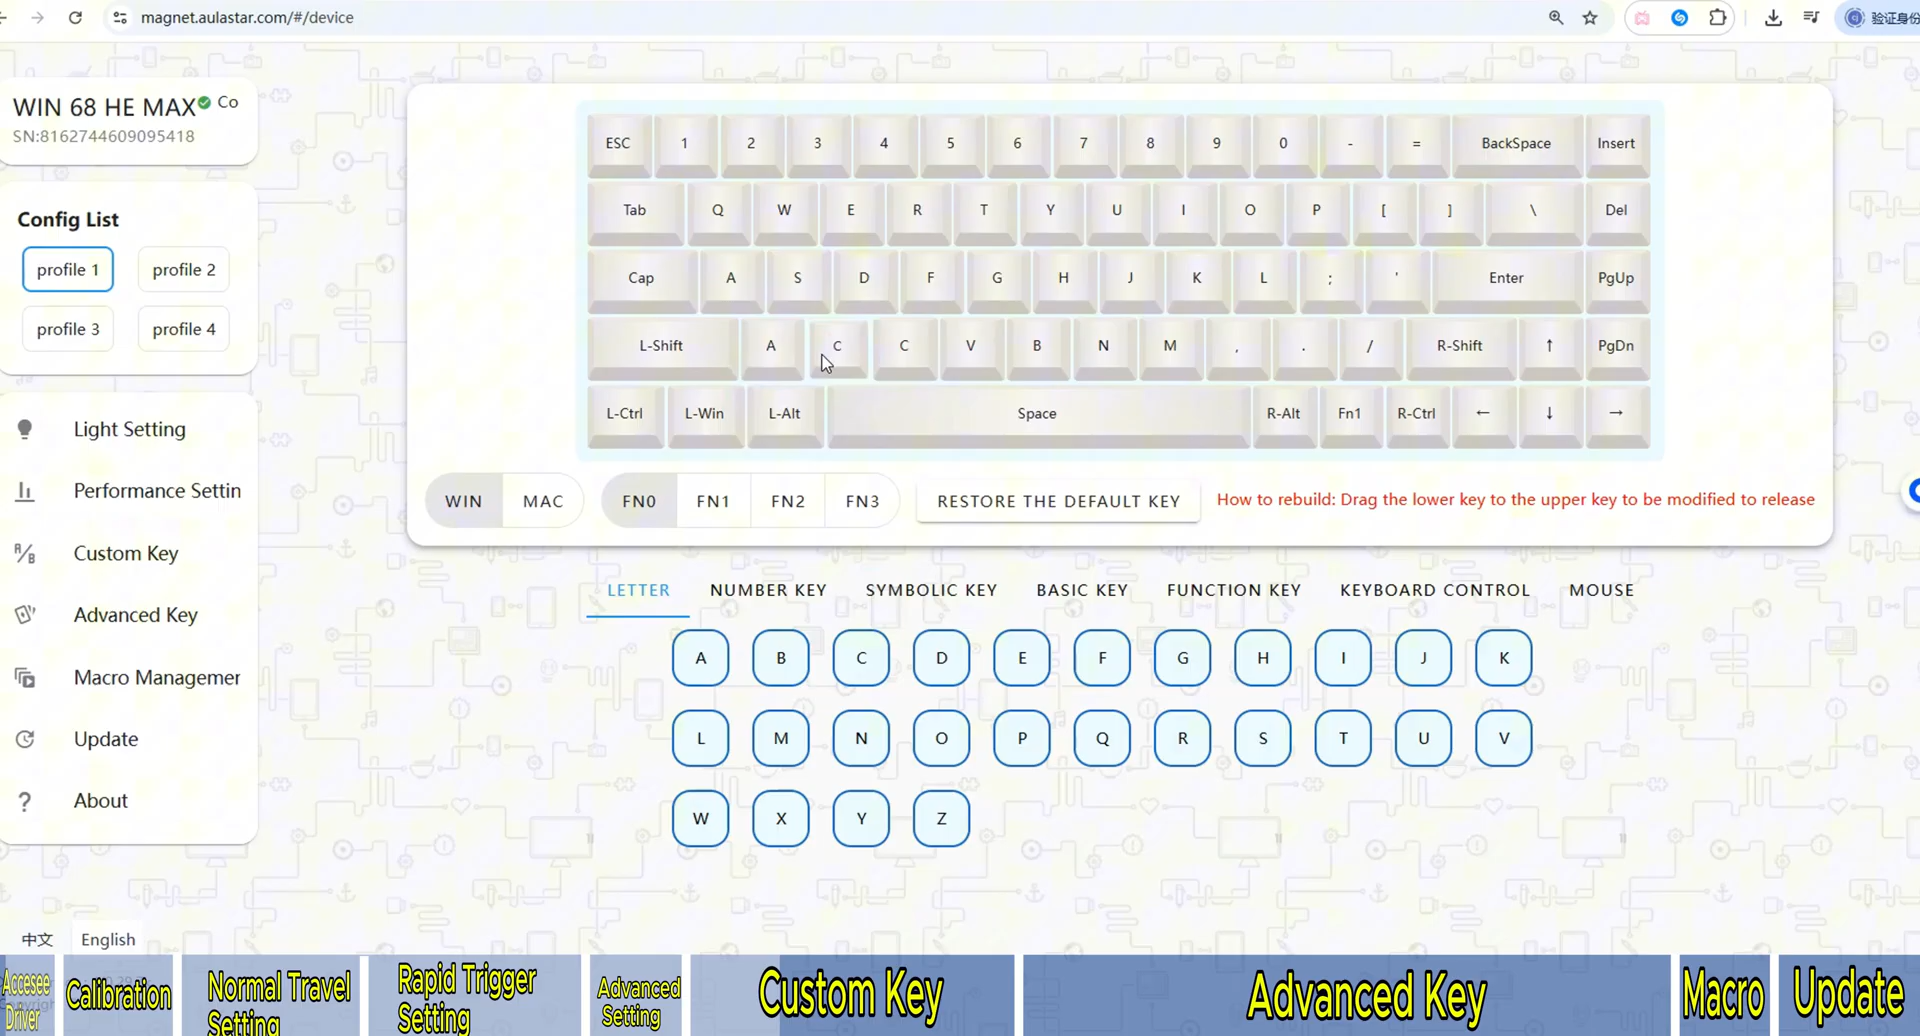 magnet.aulastar.com/#/device
验证身份
WIN 68 HE MAX Co
SN:8162744609095418
Config List
profile 1 profile 2
profile 3 profile 4
Light Setting
Performance Settin
Custom Key
Advanced Key
Macro Managemer
Update
About
中文 English
ESC 1 2 3 4 5 6 7 8 9 0 - = BackSpace Insert
Tab Q W E R T Y U I O P [ ] \ Del
Cap A S D F G H J K L ; ' Enter PgUp
L-Shift A C C V B N M , . / R-Shift ↑ PgDn
L-Ctrl L-Win L-Alt Space R-Alt Fn1 R-Ctrl ← ↓ →
WIN MAC FN0 FN1 FN2 FN3 RESTORE THE DEFAULT KEY How to rebuild: Drag the lower key to the upper key to be modified to release
LETTER NUMBER KEY SYMBOLIC KEY BASIC KEY FUNCTION KEY KEYBOARD CONTROL MOUSE
A B C D E F G H I J K
L M N O P Q R S T U V
W X Y Z
Accesee
Driver
Calibration
Normal Travel
Setting
Rapid Trigger
Setting
Advanced
Setting
Custom Key
Advanced Key
Macro
Update